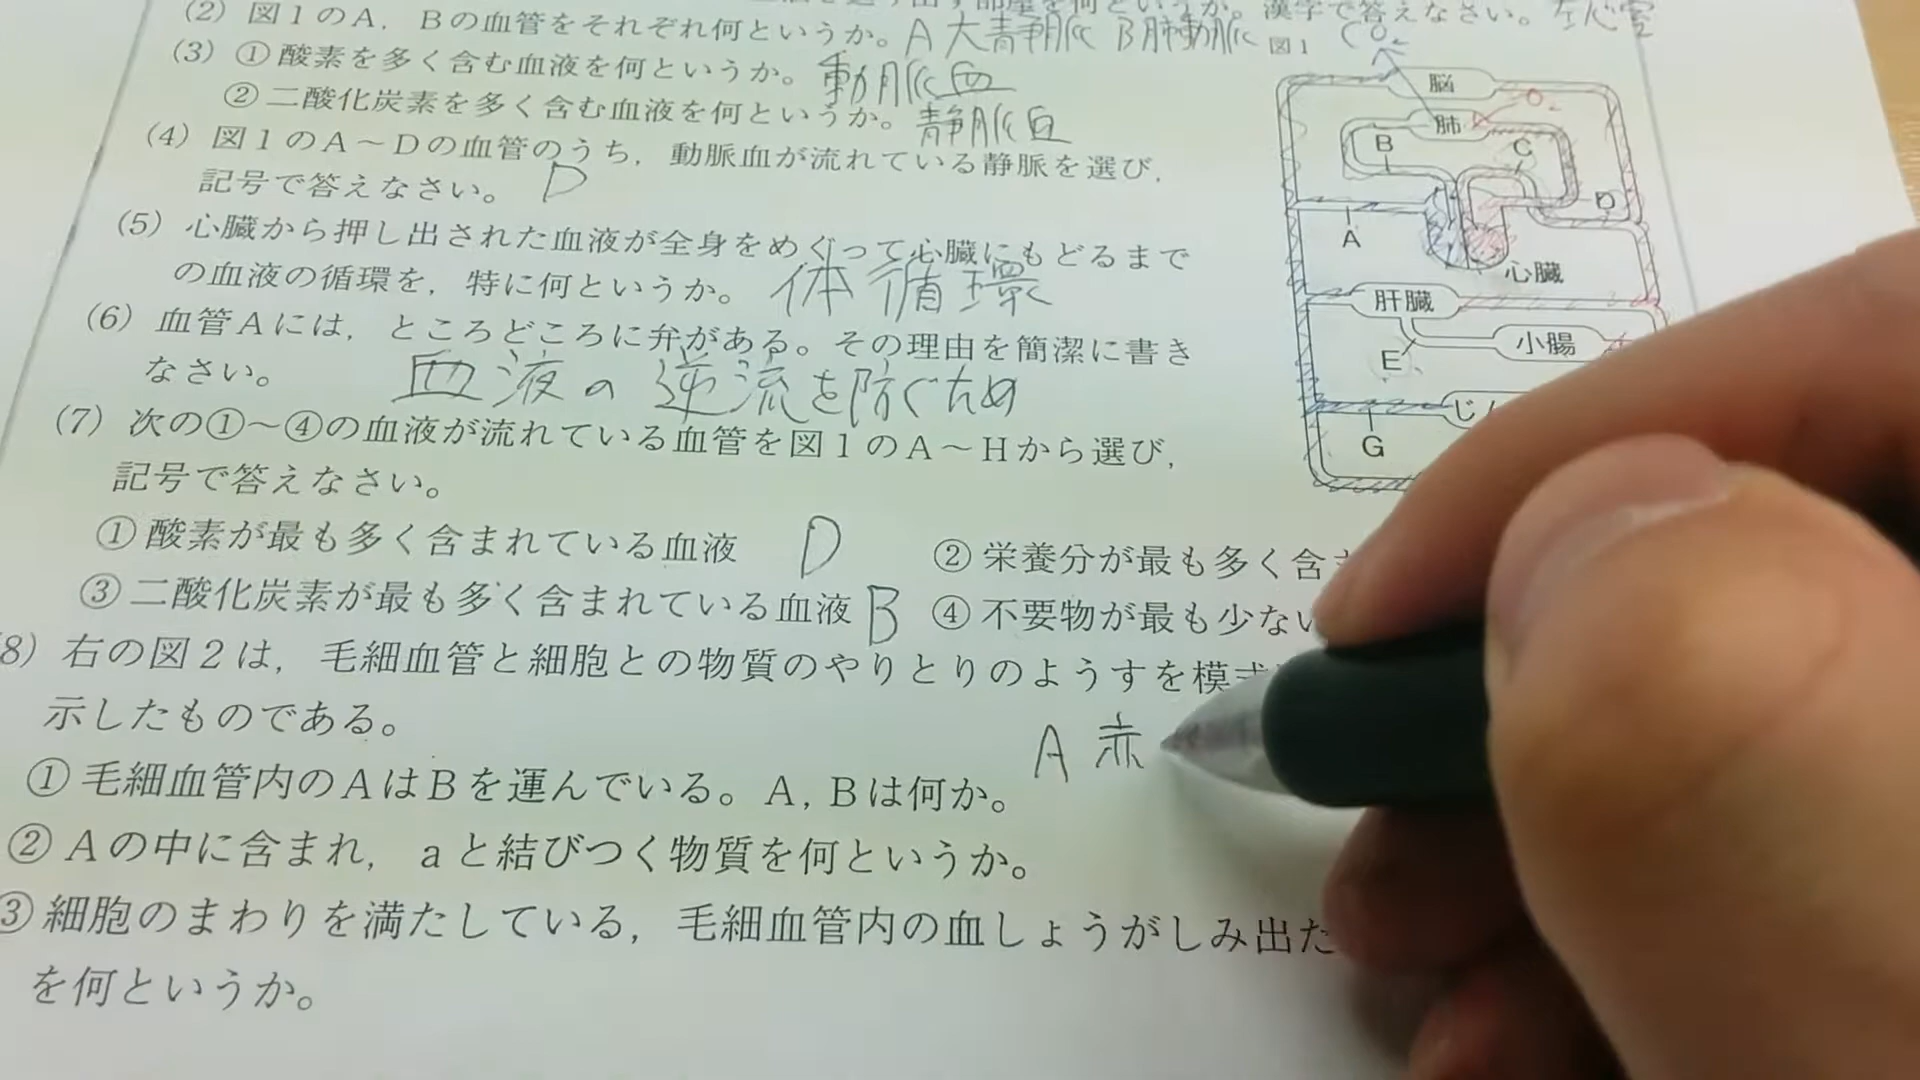 (2) 図1のA，Bの血管をそれぞれ何というか。A 大静脈 B 肺動脈
漢字で答えなさい。左心室
(3) ①酸素を多く含む血液を何というか。動脈血
②二酸化炭素を多く含む血液を何というか。静脈血
(4) 図1のA～Dの血管のうち，動脈血が流れている静脈を選び，
記号で答えなさい。 D
(5) 心臓から押し出された血液が全身をめぐって心臓にもどるまで
の血液の循環を，特に何というか。 体循環
(6) 血管Aには，ところどころに弁がある。その理由を簡潔に書き
なさい。 血液の逆流を防ぐため
(7) 次の①～④の血液が流れている血管を図1のA～Hから選び，
記号で答えなさい。
①酸素が最も多く含まれている血液 D ②栄養分が最も多く含
③二酸化炭素が最も多く含まれている血液 B ④不要物が最も少ない
(8) 右の図2は，毛細血管と細胞との物質のやりとりのようすを模
示したものである。
①毛細血管内のAはBを運んでいる。A，Bは何か。 A 赤
②Aの中に含まれ，aと結びつく物質を何というか。
③細胞のまわりを満たしている，毛細血管内の血しょうがしみ出た
を何というか。
図1 CO₂
脳
O₂
肺
B
C
D
A
心臓
肝臓
小腸
E
じ
G